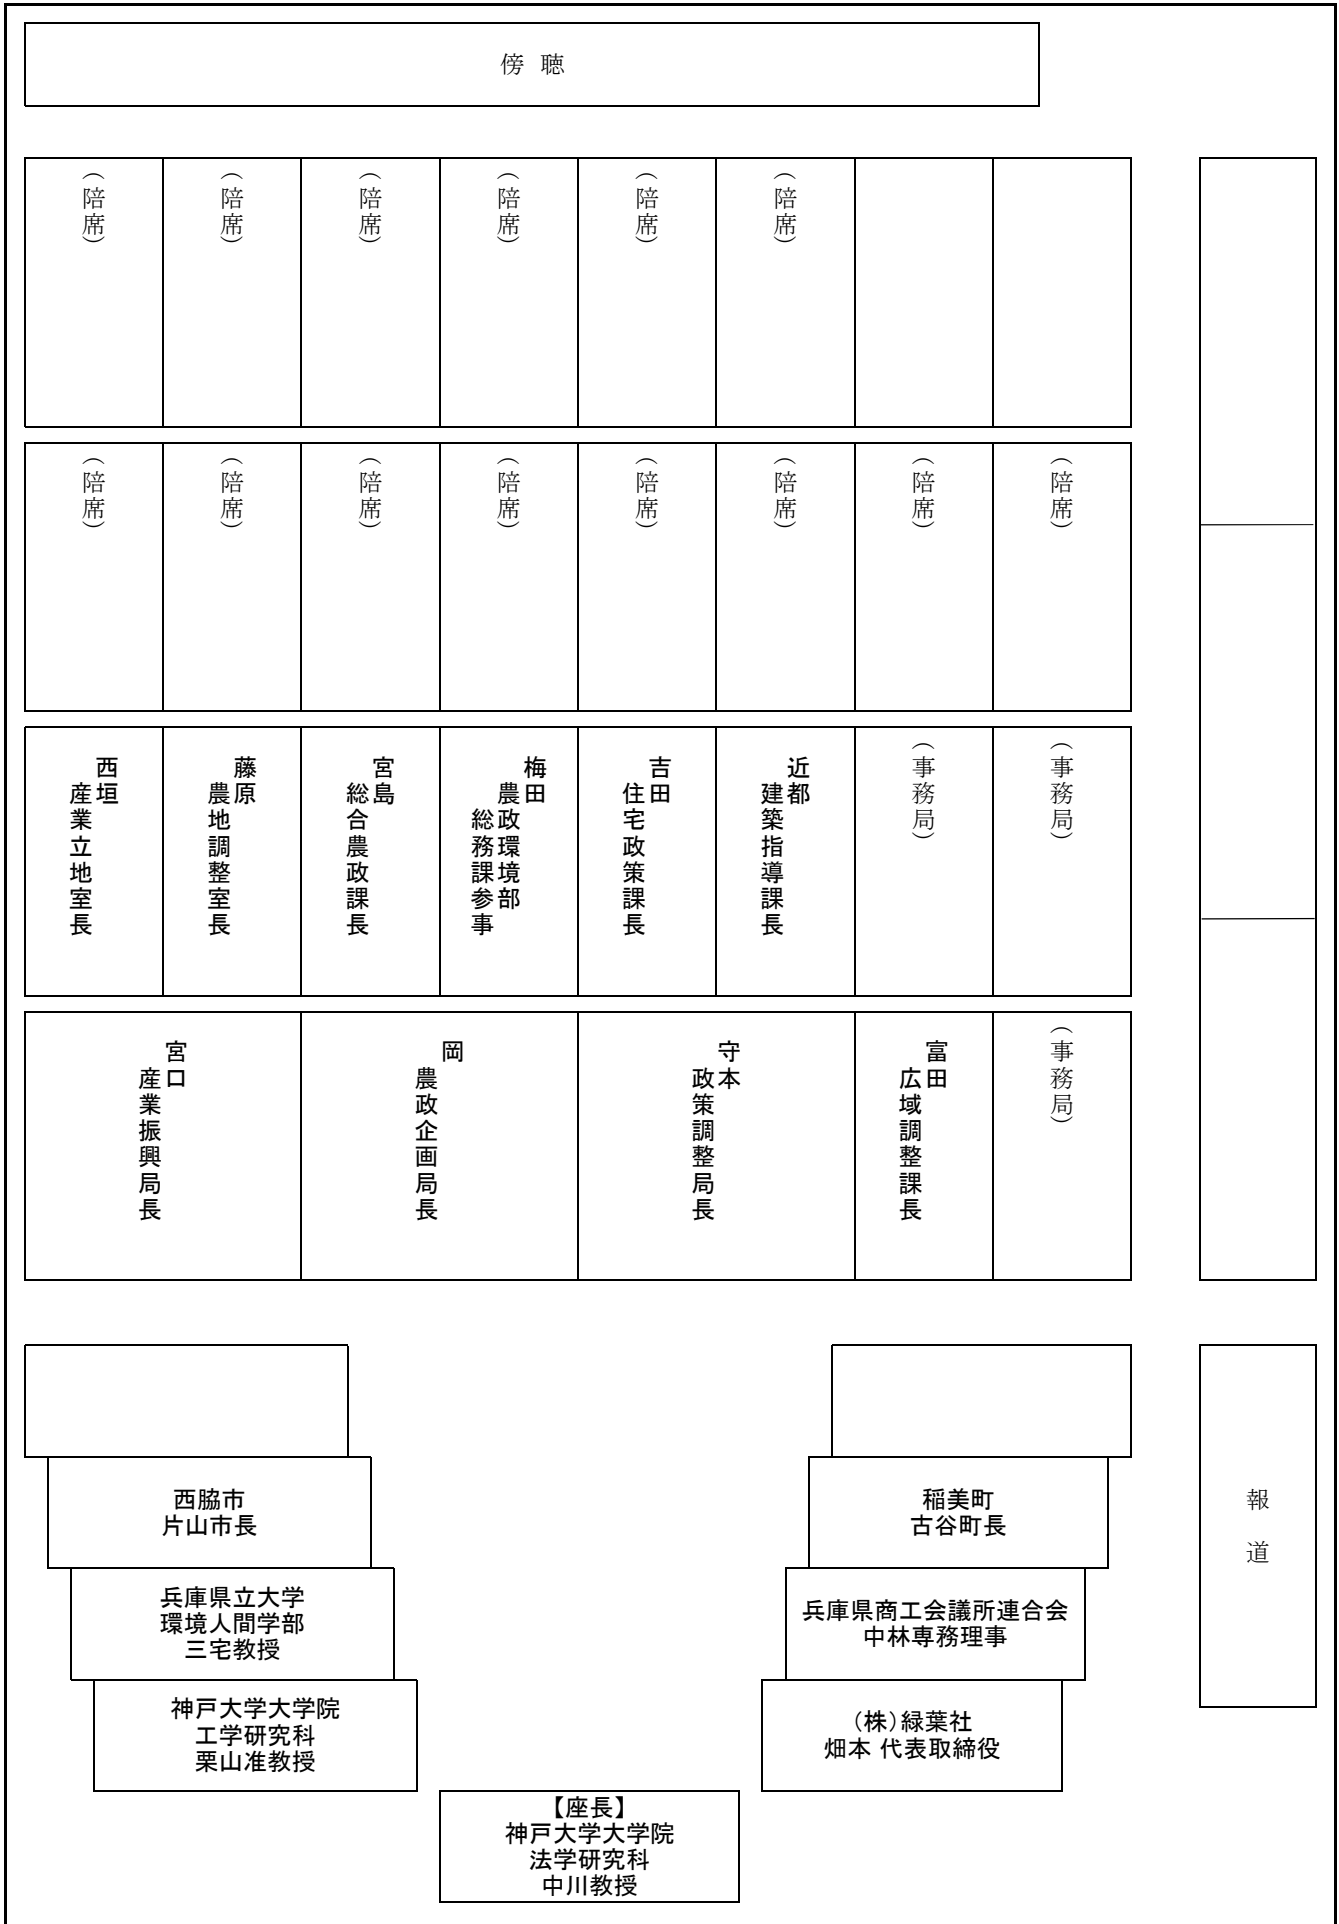 傍 聴
（陪席）
（陪席）
（陪席）
（陪席）
（陪席）
（陪席）
（陪席）
（陪席）
（陪席）
（陪席）
（陪席）
（陪席）
（陪席）
（陪席）
西垣
産業立地室長
藤原
農地調整室長
宮島
総合農政課長
梅田
農政環境部
総務課参事
吉田
住宅政策課長
近都
建築指導課長
（事務局）
（事務局）
宮口
産業振興局長
岡
農政企画局長
守本
政策調整局長
富田
広域調整課長
（事務局）
西脇市
片山市長
稲美町
古谷町長
報 道
兵庫県立大学
環境人間学部
三宅教授
兵庫県商工会議所連合会
中林専務理事
神戸大学大学院
工学研究科
栗山准教授
（株）緑葉社
畑本 代表取締役
【座長】
神戸大学大学院
法学研究科
中川教授